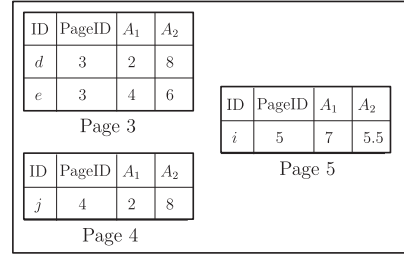 ID PageID A₁ A₂
d 3 2 8
e 3 4 6
Page 3
ID PageID A₁ A₂
j 4 2 8
Page 4
ID PageID A₁ A₂
i 5 7 5.5
Page 5